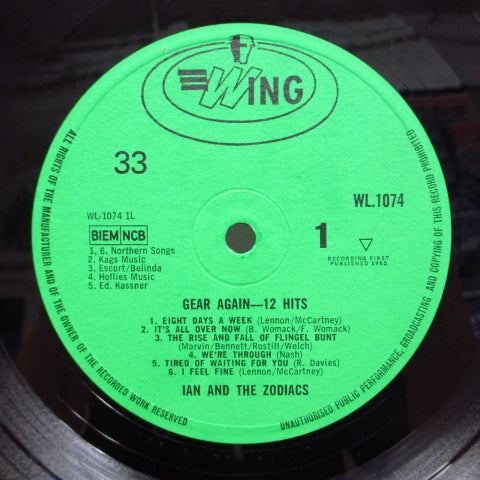 WING
33
WL.1074
WL-1074 1L
BIEM NCB
1
1, 6. Northern Songs
2. Kags Music
3. Escort/Belinda
4. Hollies Music
5. Ed. Kassner
RECORDING FIRST
PUBLISHED 1965
GEAR AGAIN—12 HITS
1. EIGHT DAYS A WEEK (Lennon/McCartney)
2. IT'S ALL OVER NOW (B. Womack/F. Womack)
3. THE RISE AND FALL OF FLINGEL BUNT
(Marvin/Bennett/Rostill/Welch)
4. WE'RE THROUGH (Nash)
5. TIRED OF WAITING FOR YOU (R. Davies)
6. I FEEL FINE (Lennon/McCartney)
IAN AND THE ZODIACS
ALL RIGHTS OF THE MANUFACTURER AND OF THE OWNER OF THE RECORDED WORK RESERVED
UNAUTHORISED PUBLIC PERFORMANCE, BROADCASTING AND COPYING OF THIS RECORD PROHIBITED